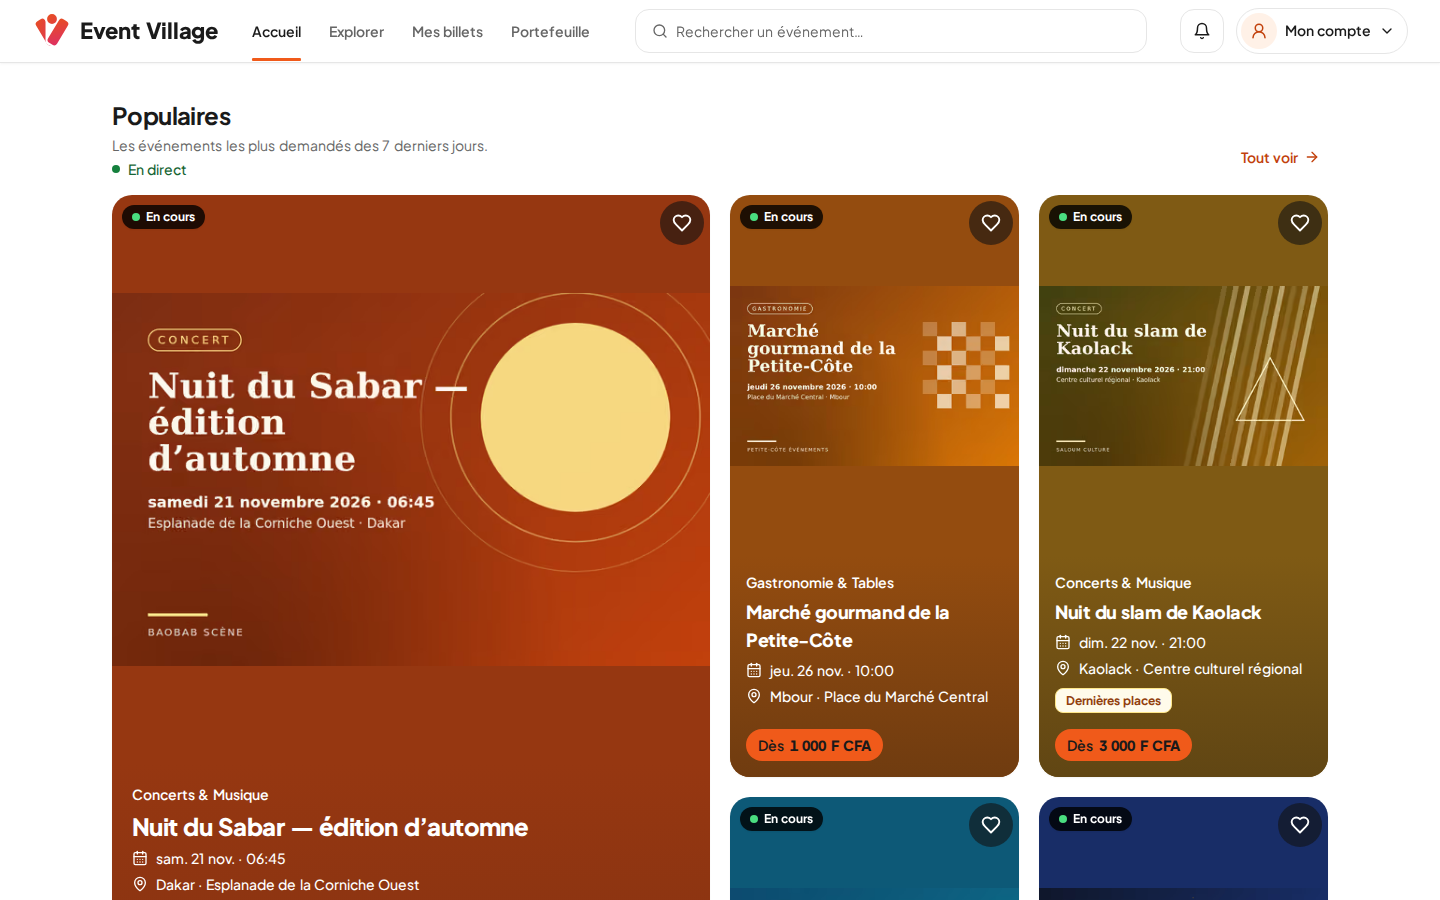 Event Village
Accueil
Explorer
Mes billets
Portefeuille
Rechercher un événement...
Mon compte
Populaires
Les événements les plus demandés des 7 derniers jours.
En direct
Tout voir
En cours
CONCERT
Nuit du Sabar —
édition
d’automne
samedi 21 novembre 2026 · 06:45
Esplanade de la Corniche Ouest · Dakar
BAOBAB SCÈNE
Concerts & Musique
Nuit du Sabar — édition d’automne
sam. 21 nov. · 06:45
Dakar · Esplanade de la Corniche Ouest
En cours
GASTRONOMIE
Marché
gourmand de la
Petite-Côte
jeudi 26 novembre 2026 · 10:00
Place du Marché Central · Mbour
PETITE-CÔTE ÉVÉNEMENTS
Gastronomie & Tables
Marché gourmand de la
Petite-Côte
jeu. 26 nov. · 10:00
Mbour · Place du Marché Central
Dès 1 000 F CFA
En cours
CONCERT
Nuit du slam de
Kaolack
dimanche 22 novembre 2026 · 21:00
Centre culturel régional · Kaolack
SALOUM CULTURE
Concerts & Musique
Nuit du slam de Kaolack
dim. 22 nov. · 21:00
Kaolack · Centre culturel régional
Dernières places
Dès 3 000 F CFA
En cours
En cours